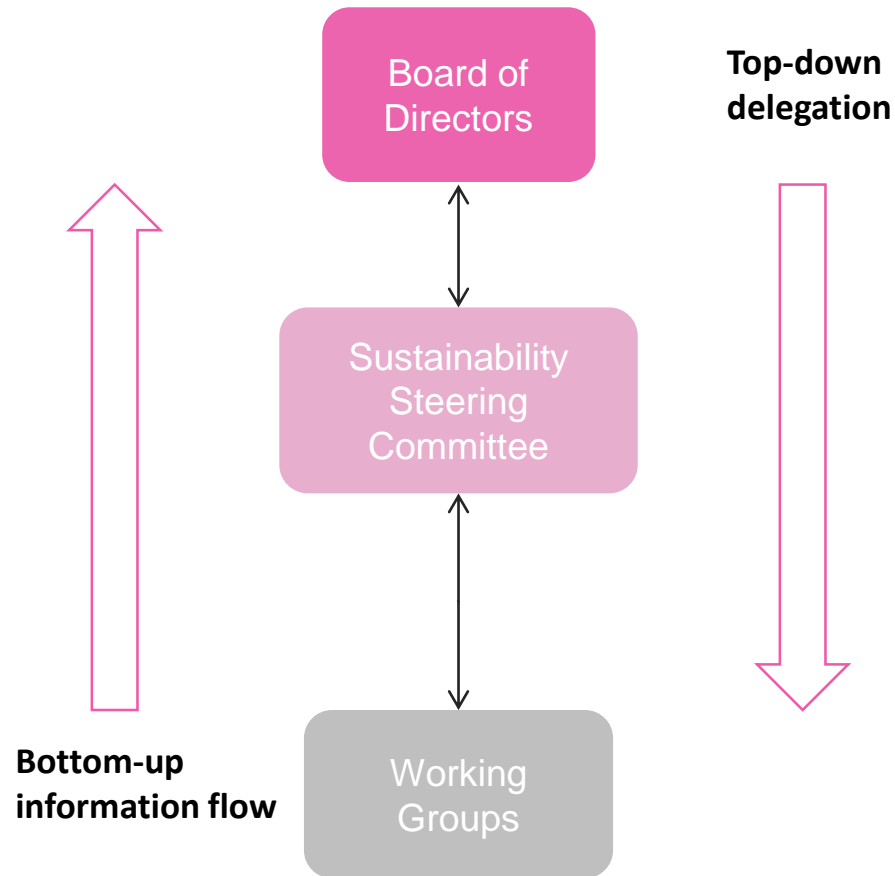 Board of
Directors
Top-down
delegation
Sustainability
Steering
Committee
Bottom-up
information flow
Working
Groups